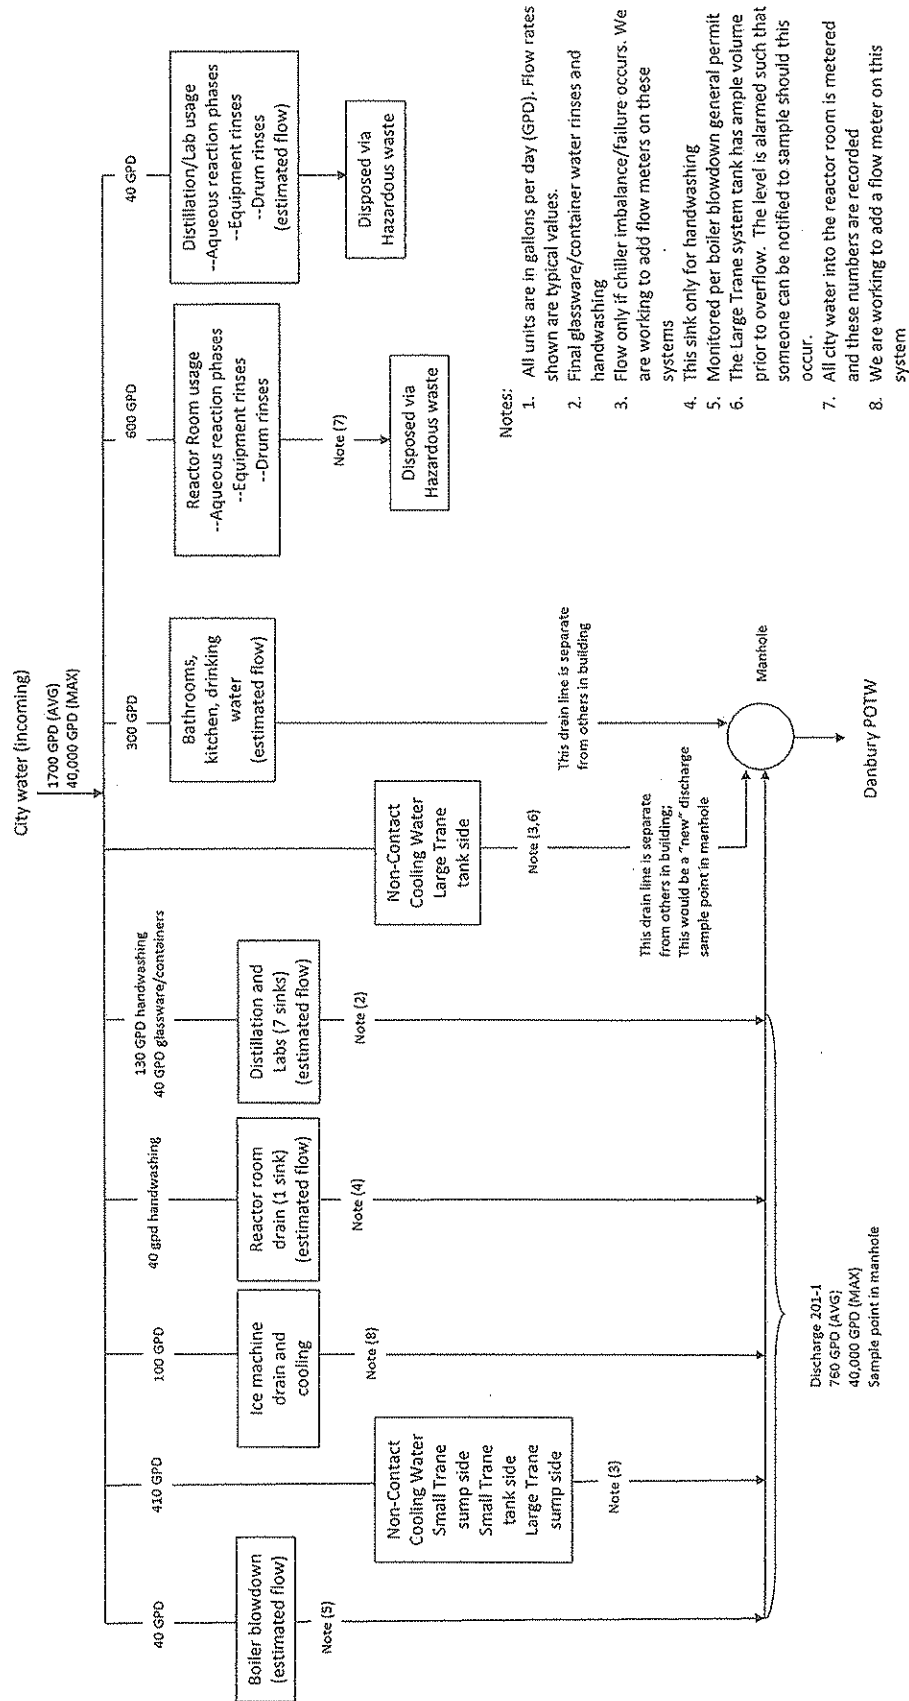 City water (incoming)
1700 GPD (AVG)
40,000 GPD (MAX)
40 GPD
Boiler blowdown
(estimated flow)
Note (5)
410 GPD
Non-Contact
Cooling Water
Small Trane
sump side
Small Trane
tank side
Large Trane
sump side
Note (3)
100 GPD
Ice machine
drain and
cooling
Note (8)
40 gpd handwashing
Reactor room
drain (1 sink)
(estimated flow)
Note (4)
130 GPD handwashing
40 GPD glassware/containers
Distillation and
Labs (7 sinks)
(estimated flow)
Note (2)
Non-Contact
Cooling Water
Large Trane
tank side
Note (3,6)
This drain line is separate
from others in building;
This would be a "new" discharge
sample point in manhole
300 GPD
Bathrooms,
kitchen, drinking
water
(estimated flow)
This drain line is separate
from others in building
600 GPD
Reactor Room usage
--Aqueous reaction phases
--Equipment rinses
--Drum rinses
Note (7)
Disposed via
Hazardous waste
40 GPD
Distillation/Lab usage
--Aqueous reaction phases
--Equipment rinses
--Drum rinses
(estimated flow)
Disposed via
Hazardous waste
Manhole
Danbury POTW
Discharge 201-1
760 GPD (AVG)
40,000 GPD (MAX)
Sample point in manhole
Notes:
1. All units are in gallons per day (GPD). Flow rates
shown are typical values.
2. Final glassware/container water rinses and
handwashing
3. Flow only if chiller imbalance/failure occurs. We
are working to add flow meters on these
systems
4. This sink only for handwashing
5. Monitored per boiler blowdown general permit
6. The Large Trane system tank has ample volume
prior to overflow. The level is alarmed such that
someone can be notified to sample should this
occur.
7. All city water into the reactor room is metered
and these numbers are recorded
8. We are working to add a flow meter on this
system